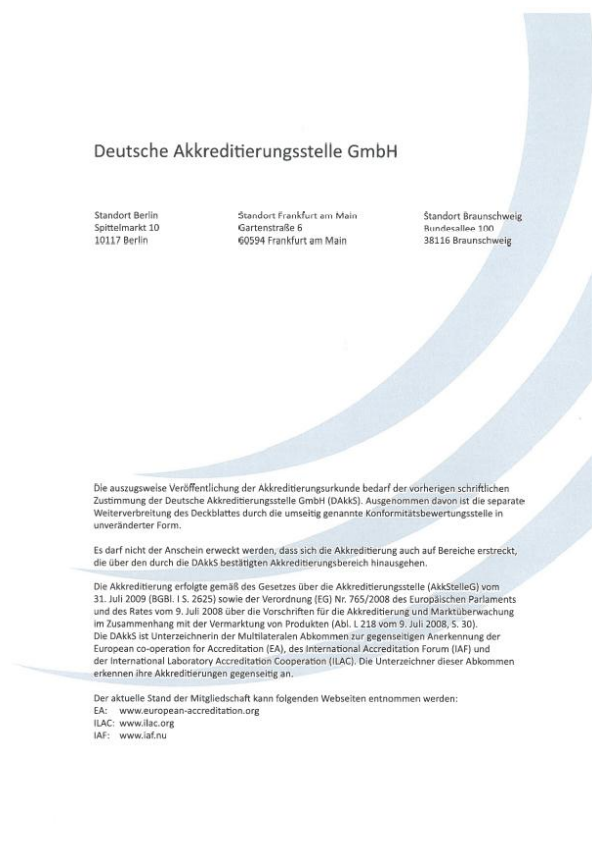 Deutsche Akkreditierungsstelle GmbH
Standort Berlin
Spittelmarkt 10
10117 Berlin
Standort Frankfurt am Main
Gartenstraße 6
60594 Frankfurt am Main
Standort Braunschweig
Bundesallee 100
38116 Braunschweig
Die auszugsweise Veröffentlichung der Akkreditierungsurkunde bedarf der vorherigen schriftlichen
Zustimmung der Deutsche Akkreditierungsstelle GmbH (DAkkS). Ausgenommen davon ist die separate
Weiterverbreitung des Deckblattes durch die umseitig genannte Konformitätsbewertungsstelle in
unveränderter Form.
Es darf nicht der Anschein erweckt werden, dass sich die Akkreditierung auch auf Bereiche erstreckt,
die über den durch die DAkkS bestätigten Akkreditierungsbereich hinausgehen.
Die Akkreditierung erfolgte gemäß des Gesetzes über die Akkreditierungsstelle (AkkStelleG) vom
31. Juli 2009 (BGBl. I S. 2625) sowie der Verordnung (EG) Nr. 765/2008 des Europäischen Parlaments
und des Rates vom 9. Juli 2008 über die Vorschriften für die Akkreditierung und Marktüberwachung
im Zusammenhang mit der Vermarktung von Produkten (Abl. L 218 vom 9. Juli 2008, S. 30).
Die DAkkS ist Unterzeichnerin der Multilateralen Abkommen zur gegenseitigen Anerkennung der
European co-operation for Accreditation (EA), des International Accreditation Forum (IAF) und
der International Laboratory Accreditation Cooperation (ILAC). Die Unterzeichner dieser Abkommen
erkennen ihre Akkreditierungen gegenseitig an.
Der aktuelle Stand der Mitgliedschaft kann folgenden Webseiten entnommen werden:
EA: www.european-accreditation.org
ILAC: www.ilac.org
IAF: www.iaf.nu